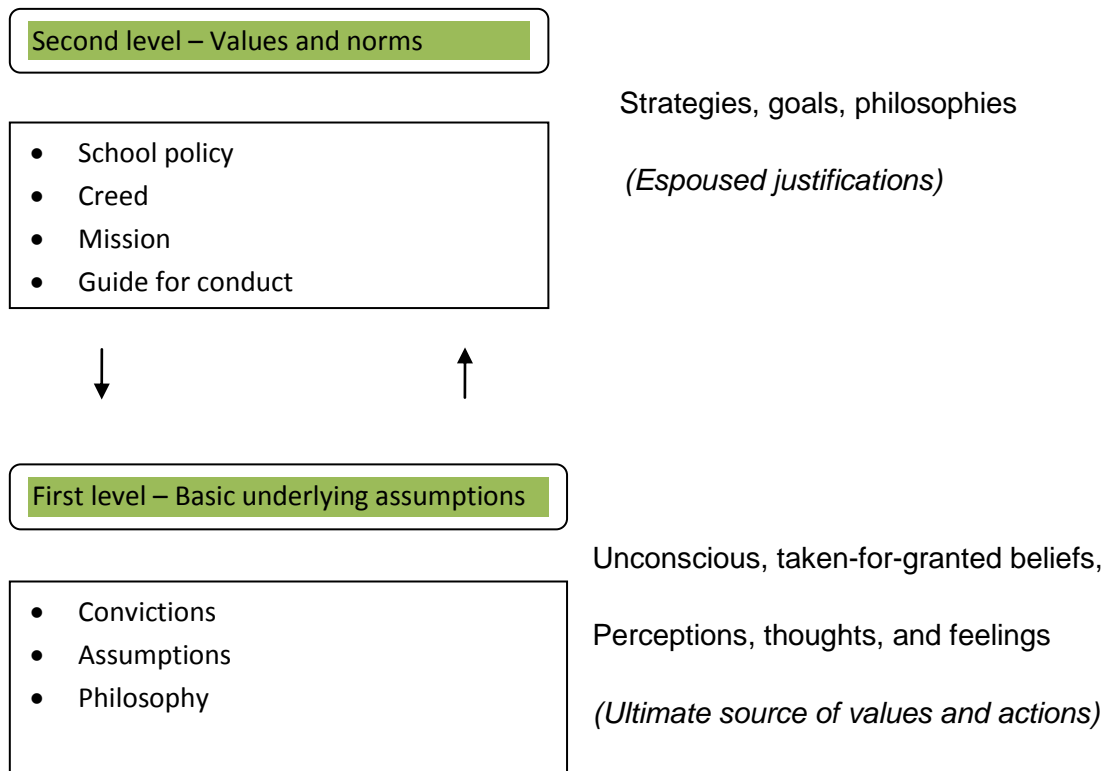 Second level – Values and norms
Strategies, goals, philosophies
• School policy
(Espoused justifications)
• Creed
• Mission
• Guide for conduct
First level – Basic underlying assumptions
Unconscious, taken-for-granted beliefs,
• Convictions
Perceptions, thoughts, and feelings
• Assumptions
• Philosophy
(Ultimate source of values and actions)